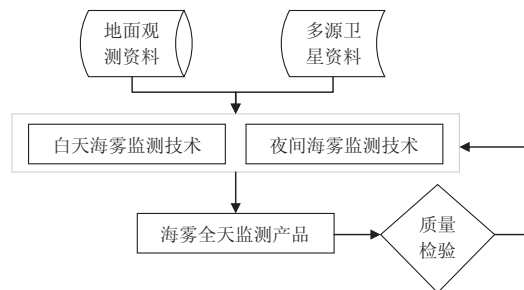 地面观
测资料
多源卫
星资料
白天海雾监测技术
夜间海雾监测技术
海雾全天监测产品
质量
检验